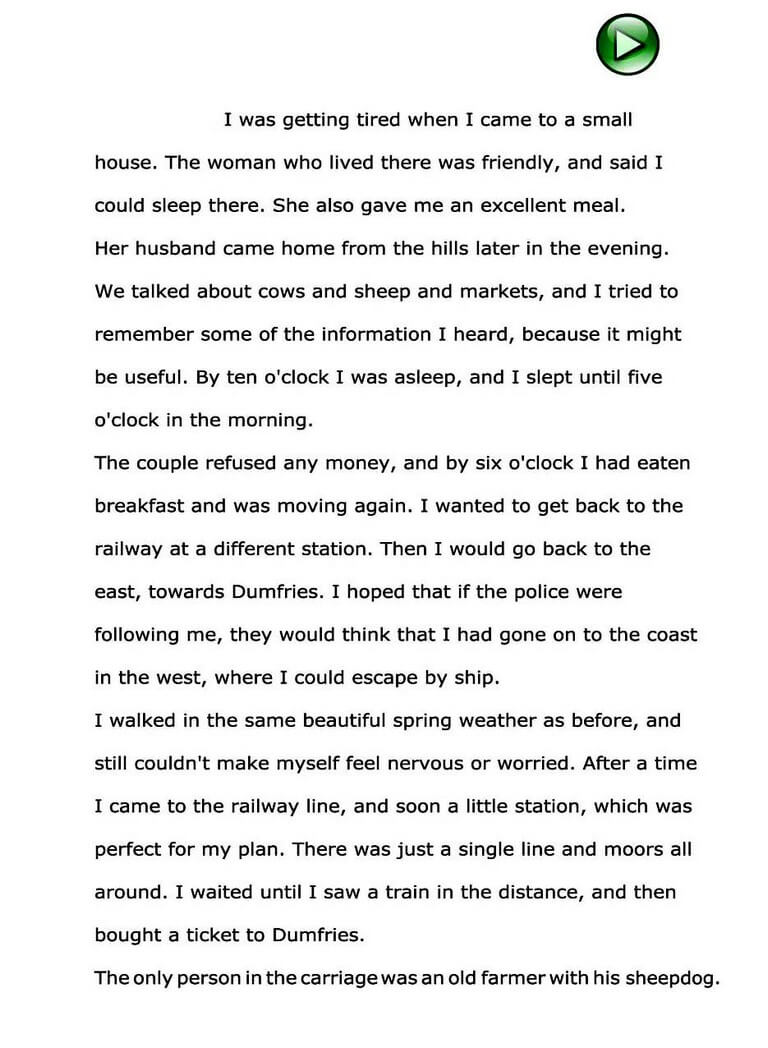 I was getting tired when I came to a small
house. The woman who lived there was friendly, and said I
could sleep there. She also gave me an excellent meal.
Her husband came home from the hills later in the evening.
We talked about cows and sheep and markets, and I tried to
remember some of the information I heard, because it might
be useful. By ten o'clock I was asleep, and I slept until five
o'clock in the morning.
The couple refused any money, and by six o'clock I had eaten
breakfast and was moving again. I wanted to get back to the
railway at a different station. Then I would go back to the
east, towards Dumfries. I hoped that if the police were
following me, they would think that I had gone on to the coast
in the west, where I could escape by ship.
I walked in the same beautiful spring weather as before, and
still couldn't make myself feel nervous or worried. After a time
I came to the railway line, and soon a little station, which was
perfect for my plan. There was just a single line and moors all
around. I waited until I saw a train in the distance, and then
bought a ticket to Dumfries.
The only person in the carriage was an old farmer with his sheepdog.